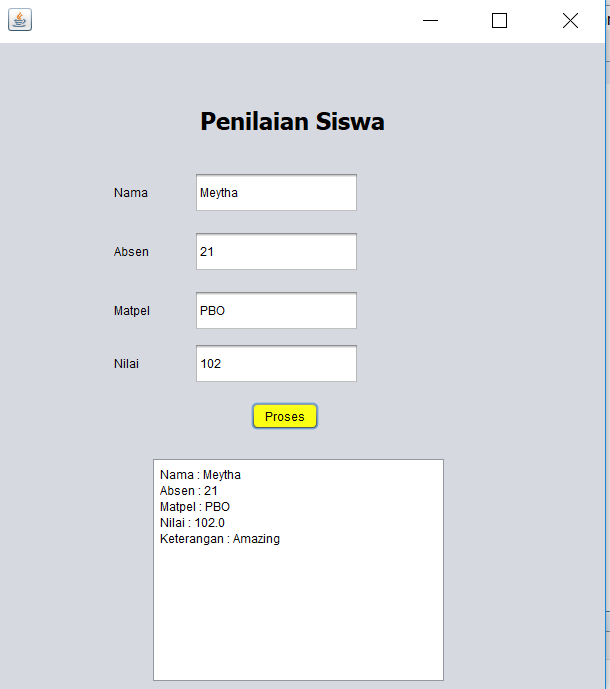 Penilaian Siswa
Nama Meytha
Absen 21
Matpel PBO
Nilai 102
Proses
Nama : Meytha
Absen : 21
Matpel : PBO
Nilai : 102.0
Keterangan : Amazing